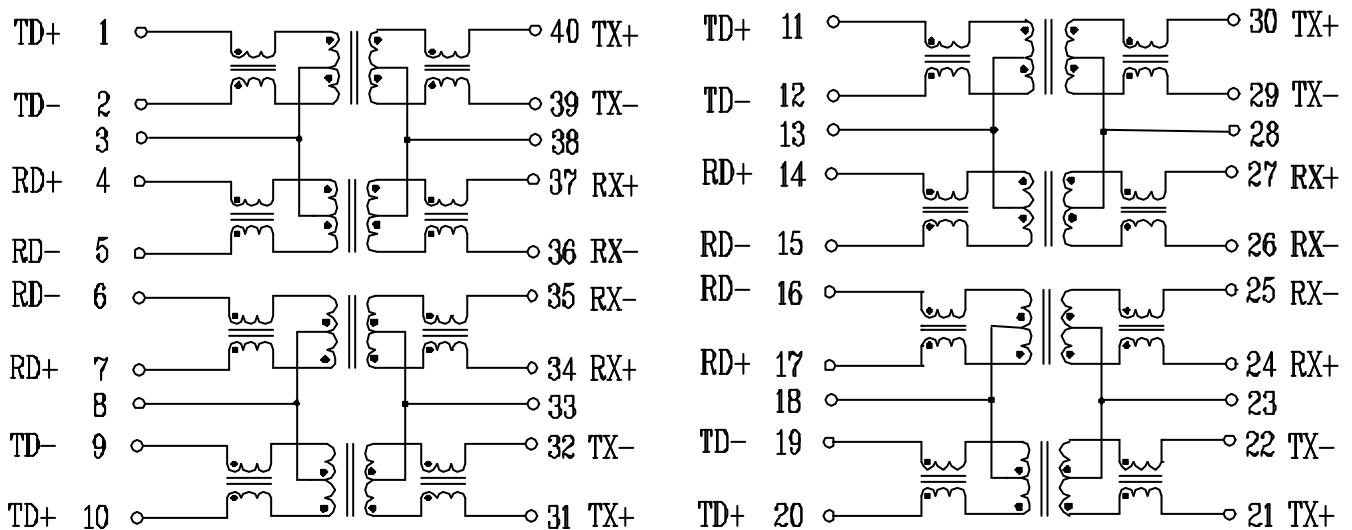 TD+ 1 40 TX+
TD- 2 39 TX-
3 38
RD+ 4 37 RX+
RD- 5 36 RX-
RD- 6 35 RX-
RD+ 7 34 RX+
8 33
TD- 9 32 TX-
TD+ 10 31 TX+
TD+ 11 30 TX+
TD- 12 29 TX-
13 28
RD+ 14 27 RX+
RD- 15 26 RX-
RD- 16 25 RX-
RD+ 17 24 RX+
18 23
TD- 19 22 TX-
TD+ 20 21 TX+